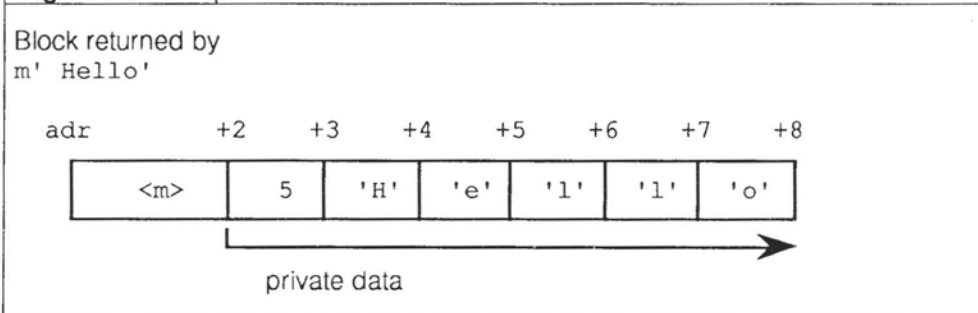 Block returned by
m' Hello'
adr +2 +3 +4 +5 +6 +7 +8
<m> 5 'H' 'e' 'l' 'l' 'o'
private data